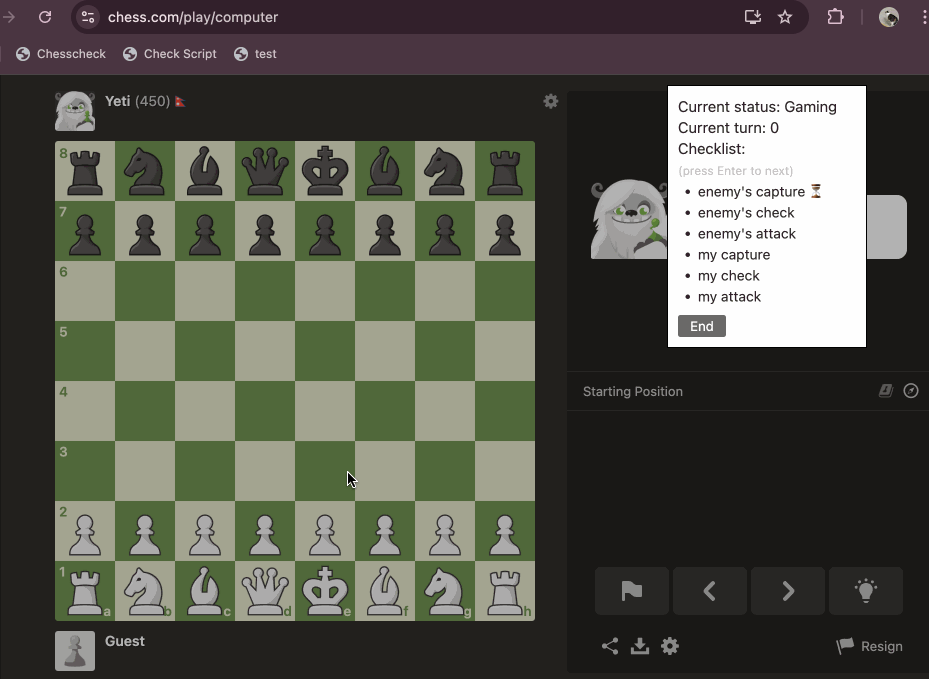 chess.com/play/computer
Chesscheck
Check Script
test
Yeti (450)
Current status: Gaming
Current turn: 0
Checklist:
(press Enter to next)
• enemy's capture ⏳
• enemy's check
• enemy's attack
• my capture
• my check
• my attack
End
8
7
6
5
4
3
2
1
a b c d e f g h
Starting Position
Guest
Resign